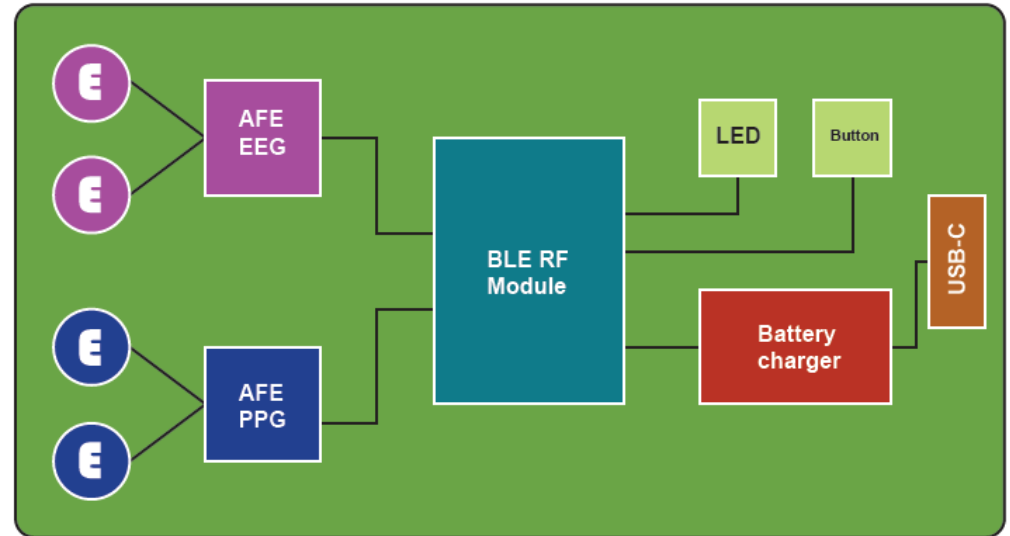 E
E
AFE
EEG
E
E
AFE
PPG
BLE RF
Module
LED
Button
Battery
charger
USB-C